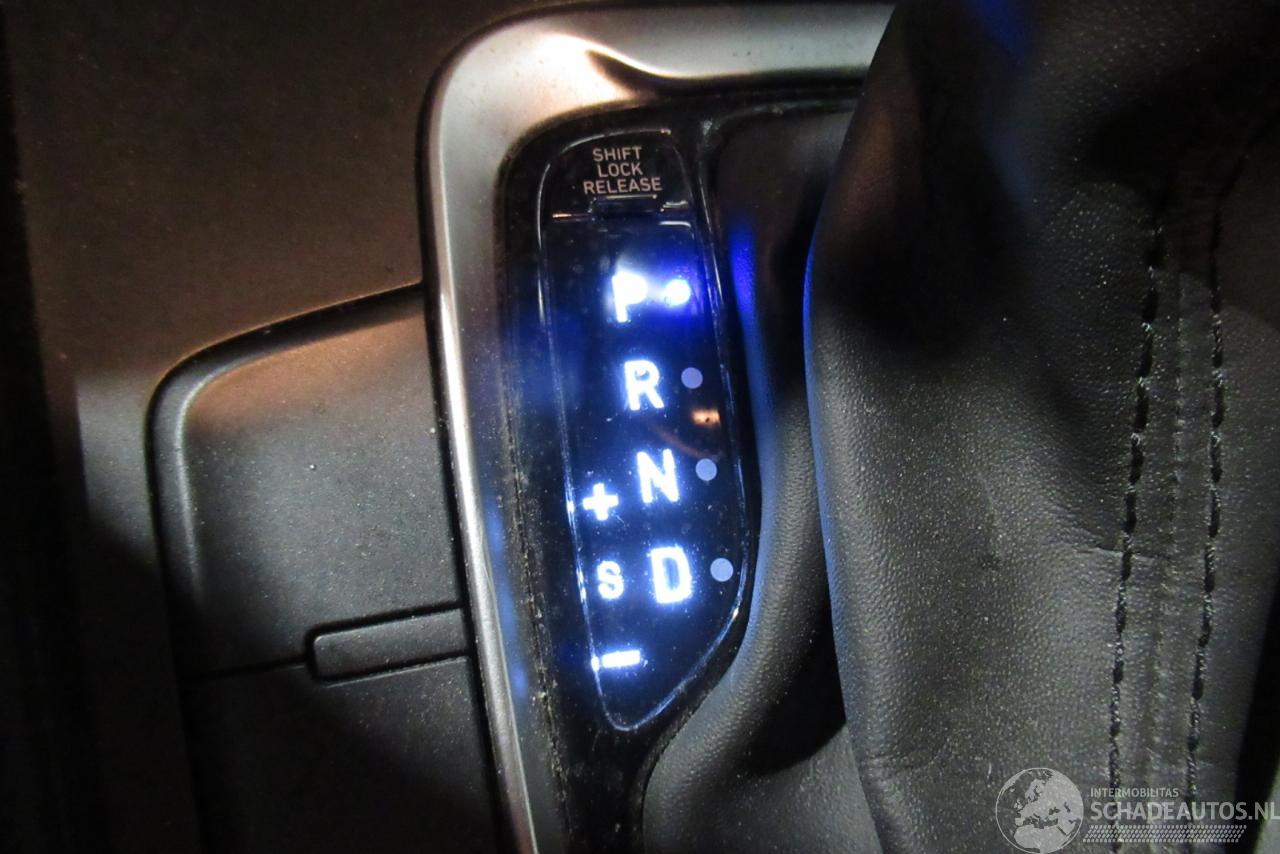 SHIFT
LOCK
RELEASE
P
R
N
+
S D
-
INTERMOBILITAS
SCHADEAUTOS.NL